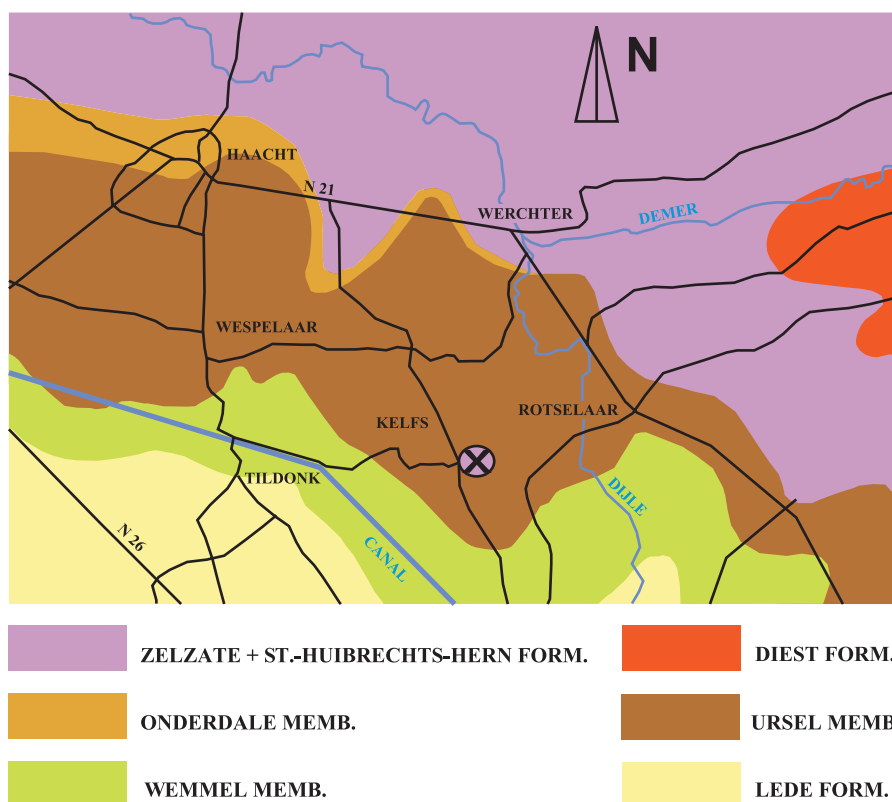 N
HAACHT
N 21
WERCHTER
DEMER
WESPELAAR
KELFS
ROTSELAAR
TILDONK
DIJLE
N 26
CANAL
ZELZATE + ST.-HUIBRECHTS-HERN FORM.
DIEST FORM.
ONDERDALE MEMB.
URSEL MEMB
WEMMEL MEMB.
LEDE FORM.